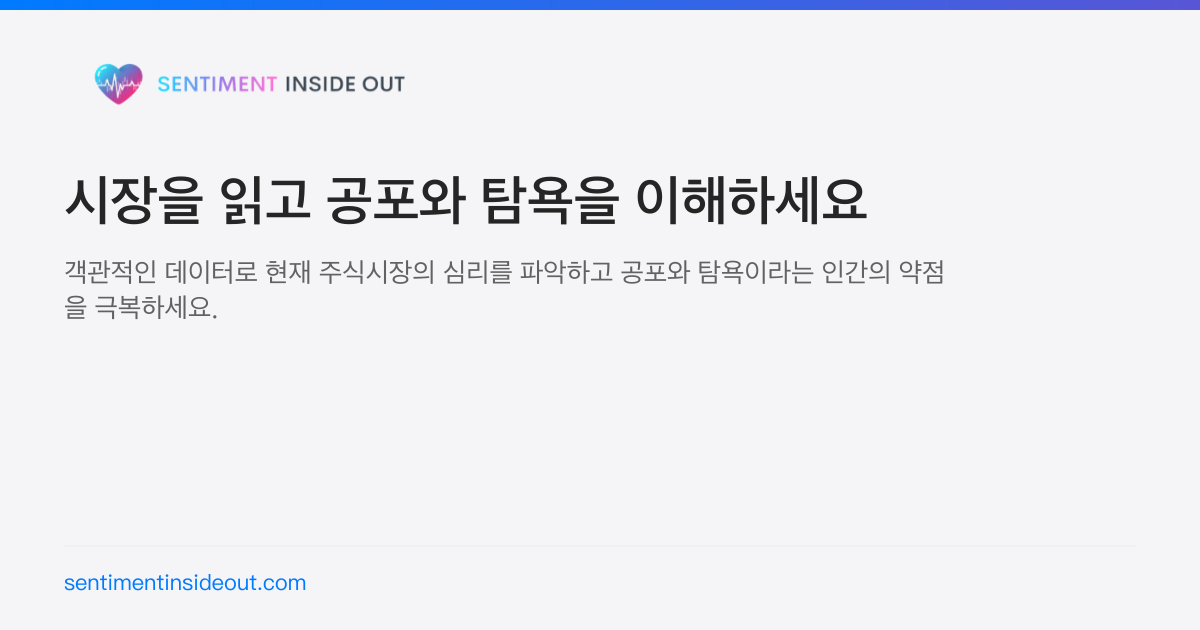 SENTIMENT INSIDE OUT
시장을 읽고 공포와 탐욕을 이해하세요
객관적인 데이터로 현재 주식시장의 심리를 파악하고 공포와 탐욕이라는 인간의 약점
을 극복하세요.
sentimentinsideout.com